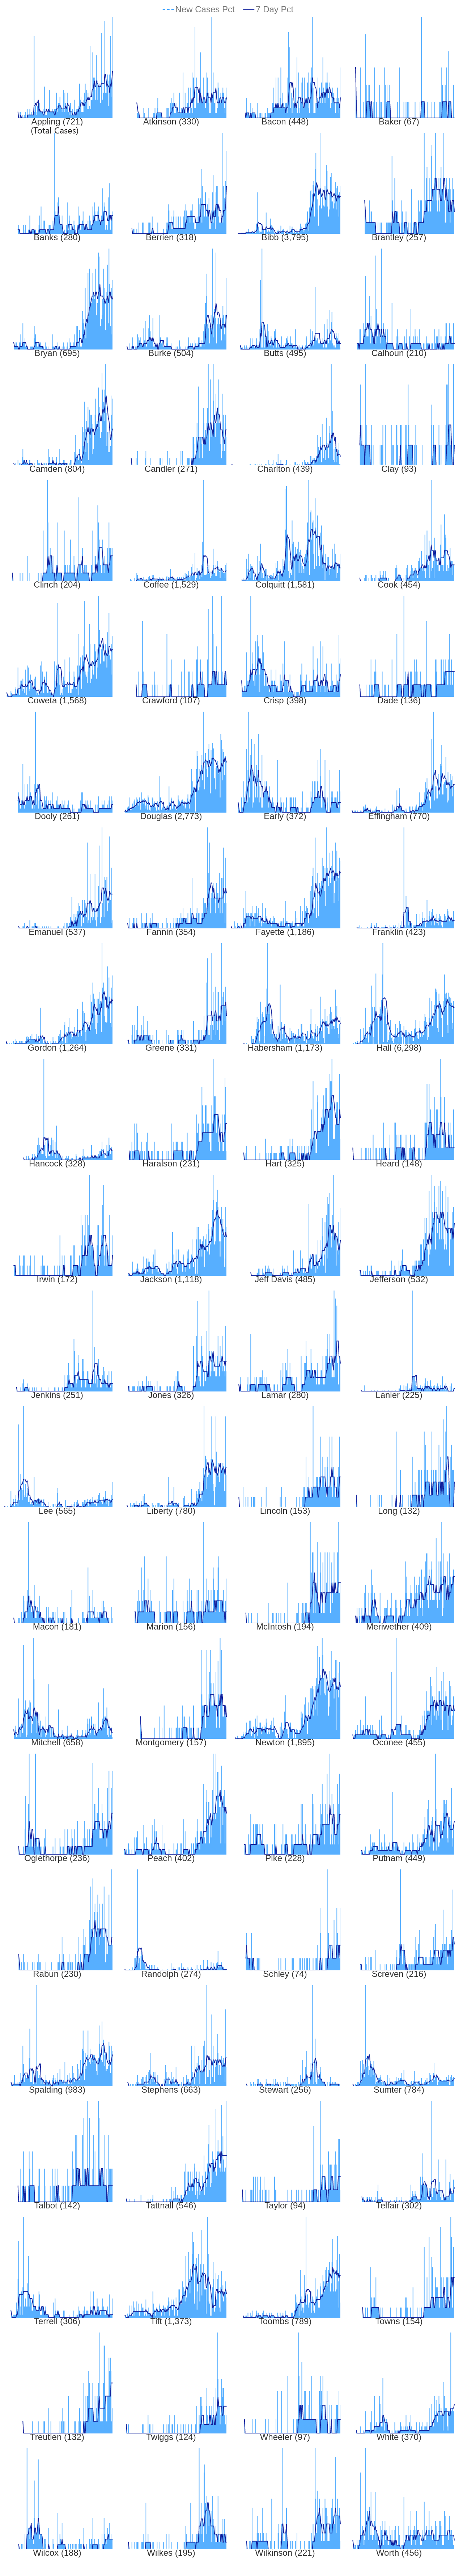 New Cases Pct 7 Day Pct
Appling (721) Atkinson (330) Bacon (448) Baker (67)
(Total Cases)
Banks (280) Berrien (318) Bibb (3,795) Brantley (257)
Bryan (695) Burke (504) Butts (495) Calhoun (210)
Camden (804) Candler (271) Charlton (439) Clay (93)
Clinch (204) Coffee (1,529) Colquitt (1,581) Cook (454)
Coweta (1,568) Crawford (107) Crisp (398) Dade (136)
Dooly (261) Douglas (2,773) Early (372) Effingham (770)
Emanuel (537) Fannin (354) Fayette (1,186) Franklin (423)
Gordon (1,264) Greene (331) Habersham (1,173) Hall (6,298)
Hancock (328) Haralson (231) Hart (325) Heard (148)
Irwin (172) Jackson (1,118) Jeff Davis (485) Jefferson (532)
Jenkins (251) Jones (326) Lamar (280) Lanier (225)
Lee (565) Liberty (780) Lincoln (153) Long (132)
Macon (181) Marion (156) McIntosh (194) Meriwether (409)
Mitchell (658) Montgomery (157) Newton (1,895) Oconee (455)
Oglethorpe (236) Peach (402) Pike (228) Putnam (449)
Rabun (230) Randolph (274) Schley (74) Screven (216)
Spalding (983) Stephens (663) Stewart (256) Sumter (784)
Talbot (142) Tattnall (546) Taylor (94) Telfair (302)
Terrell (306) Tift (1,373) Toombs (789) Towns (154)
Treutlen (132) Twiggs (124) Wheeler (97) White (370)
Wilcox (188) Wilkes (195) Wilkinson (221) Worth (456)